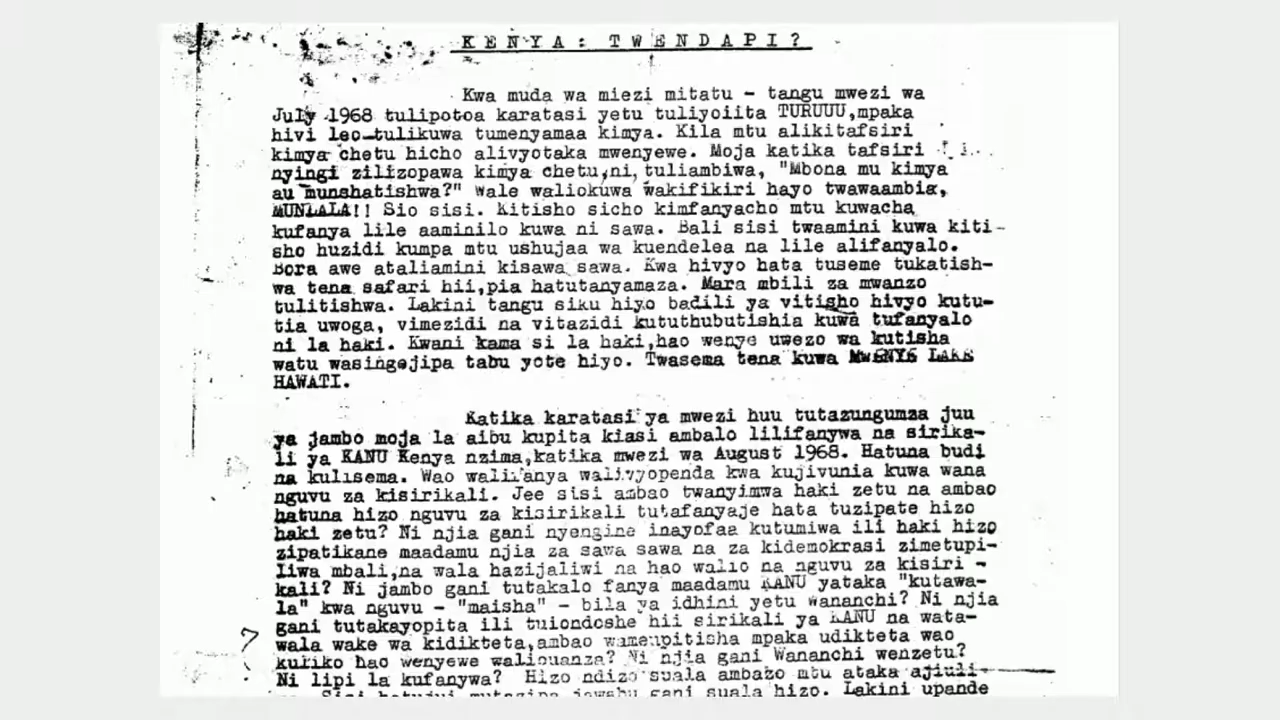 KENYA: TWENDAPI?
Kwa muda wa miezi mitatu - tangu mwezi wa
July 1968 tulipotoa karatasi yetu tuliyoiita TURUUU,mpaka
hivi leo tulikuwa tumenyamaa kimya. Kila mtu alikitafsiri
kimya chetu hicho alivyotaka mwenyewe. Moja katika tafsiri
nyingi zilizopawa kimya chetu,ni, tuliambiwa, "Mbona mu kimya
au munshatishwa?" Wale waliokuwa wakifikiri hayo twawaambia,
MUNLALA!! Sio sisi. Kitisho sicho kimfanyacho mtu kuwacha
kufanya lile aaminilo kuwa ni sawa. Bali sisi twaamini kuwa kiti-
sho huzidi kumpa mtu ushujaa wa kuendelea na lile alifanyalo.
Bora awe ataliamini kisawa sawa. Kwa hivyo hata tuseme tukatish-
wa tena safari hii,pia hatutanyamaza. Mara mbili za mwanzo
tulitishwa. Lakini tangu siku hiyo badili ya vitisho hivyo kutu-
tia uwoga, vimezidi na vitazidi kututhubutishia kuwa tufanyalo
ni la haki. Kwani kama si la haki,hao wenye uwezo wa kutisha
watu wasingejipa tabu yote hiyo. Twasema tena kuwa MWENYE LAKE
HAWATI.
Katika karatasi ya mwezi huu tutazungumza juu
ya jambo moja la aibu kupita kiasi ambalo lilifanywa na sirika-
li ya KANU Kenya nzima,katika mwezi wa August 1968. Hatuna budi
na kulisema. Wao walifanya walivyopenda kwa kujivunia kuwa wana
nguvu za kisirikali. Jee sisi ambao twanyimwa haki zetu na ambao
hatuna hizo nguvu za kisirikali tutafanyaje hata tuzipate hizo
haki zetu? Ni njia gani nyengine inayofaa kutumiwa ili haki hizo
zipatikane maadamu njia za sawa sawa na za kidemokrasi zimetupi-
liwa mbali,na wala hazijaliwi na hao walio na nguvu za kisiri -
kali? Ni jambo gani tutakalo fanya maadamu KANU yataka "kutawa-
la" kwa nguvu - "maisha" - bila ya idhini yetu wananchi? Ni njia
gani tutakayopita ili tuiondoshe hii sirikali ya KANU na wata-
wala wake wa kidikteta,ambao wamenpitisha mpaka udikteta wao
kuliko hao wenyewe waliouanza? Ni njia gani Wananchi wenzetu?
Ni lipi la kufanywa? Hizo ndizo suala ambazo mtu ataka ajiuli-
Sisi hatujui mutazipa jawabu gani suala hizo. Lakini upande